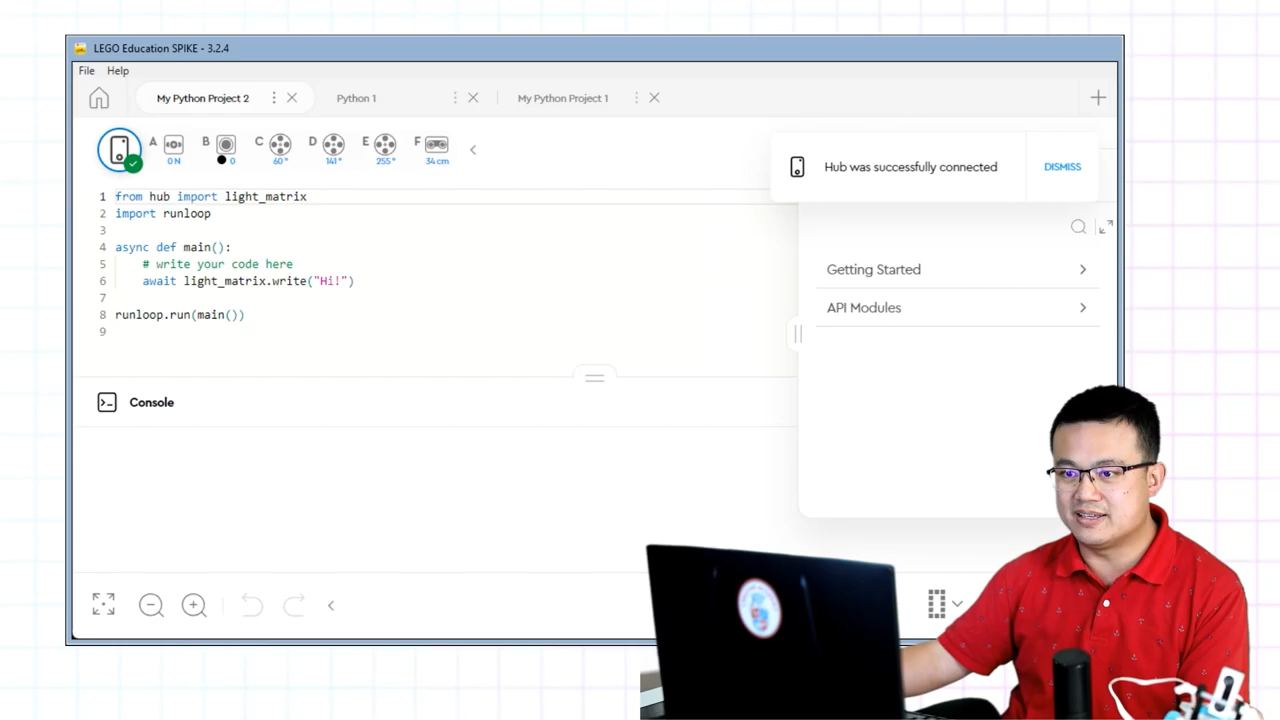 LEGO Education SPIKE - 3.2.4
File Help
My Python Project 2 Python 1 My Python Project 1
A B C D E F
0 N 0 60° 141° 255° 34 cm
Hub was successfully connected DISMISS
1 from hub import light_matrix
2 import runloop
3
4 async def main():
5 # write your code here
6 await light_matrix.write("Hi!")
7
8 runloop.run(main())
9
Getting Started
API Modules
Console